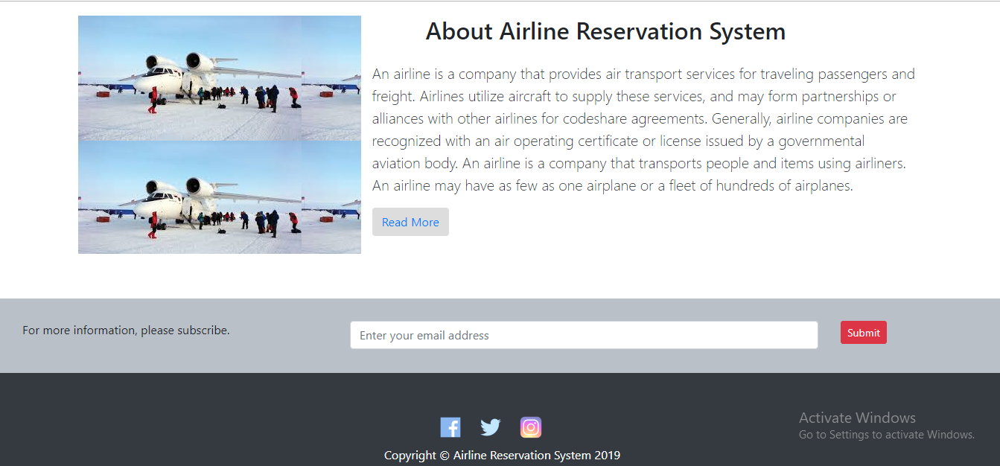 About Airline Reservation System
An airline is a company that provides air transport services for traveling passengers and
freight. Airlines utilize aircraft to supply these services, and may form partnerships or
alliances with other airlines for codeshare agreements. Generally, airline companies are
recognized with an air operating certificate or license issued by a governmental
aviation body. An airline is a company that transports people and items using airliners.
An airline may have as few as one airplane or a fleet of hundreds of airplanes.
Read More
For more information, please subscribe.
Enter your email address
Submit
Activate Windows
Go to Settings to activate Windows.
Copyright © Airline Reservation System 2019